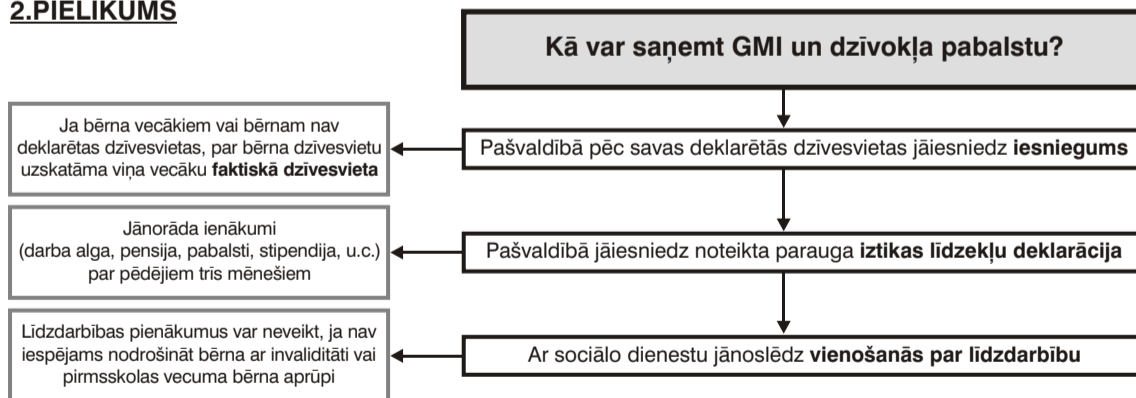 2.PIELIKUMS
Kā var saņemt GMI un dzīvokļa pabalstu?
Ja bērna vecākiem vai bērnam nav
deklarētas dzīvesvietas, par bērna dzīvesvietu
uzskatāma viņa vecāku faktiskā dzīvesvieta
Pašvaldībā pēc savas deklarētās dzīvesvietas jāiesniedz iesniegums
Jānorāda ienākumi
(darba alga, pensija, pabalsti, stipendija, u.c.)
par pēdējiem trīs mēnešiem
Pašvaldībā jāiesniedz noteikta parauga iztikas līdzekļu deklarācija
Līdzdarbības pienākumus var neveikt, ja nav
iespējams nodrošināt bērna ar invaliditāti vai
pirmsskolas vecuma bērna aprūpi
Ar sociālo dienestu jānoslēdz vienošanās par līdzdarbību